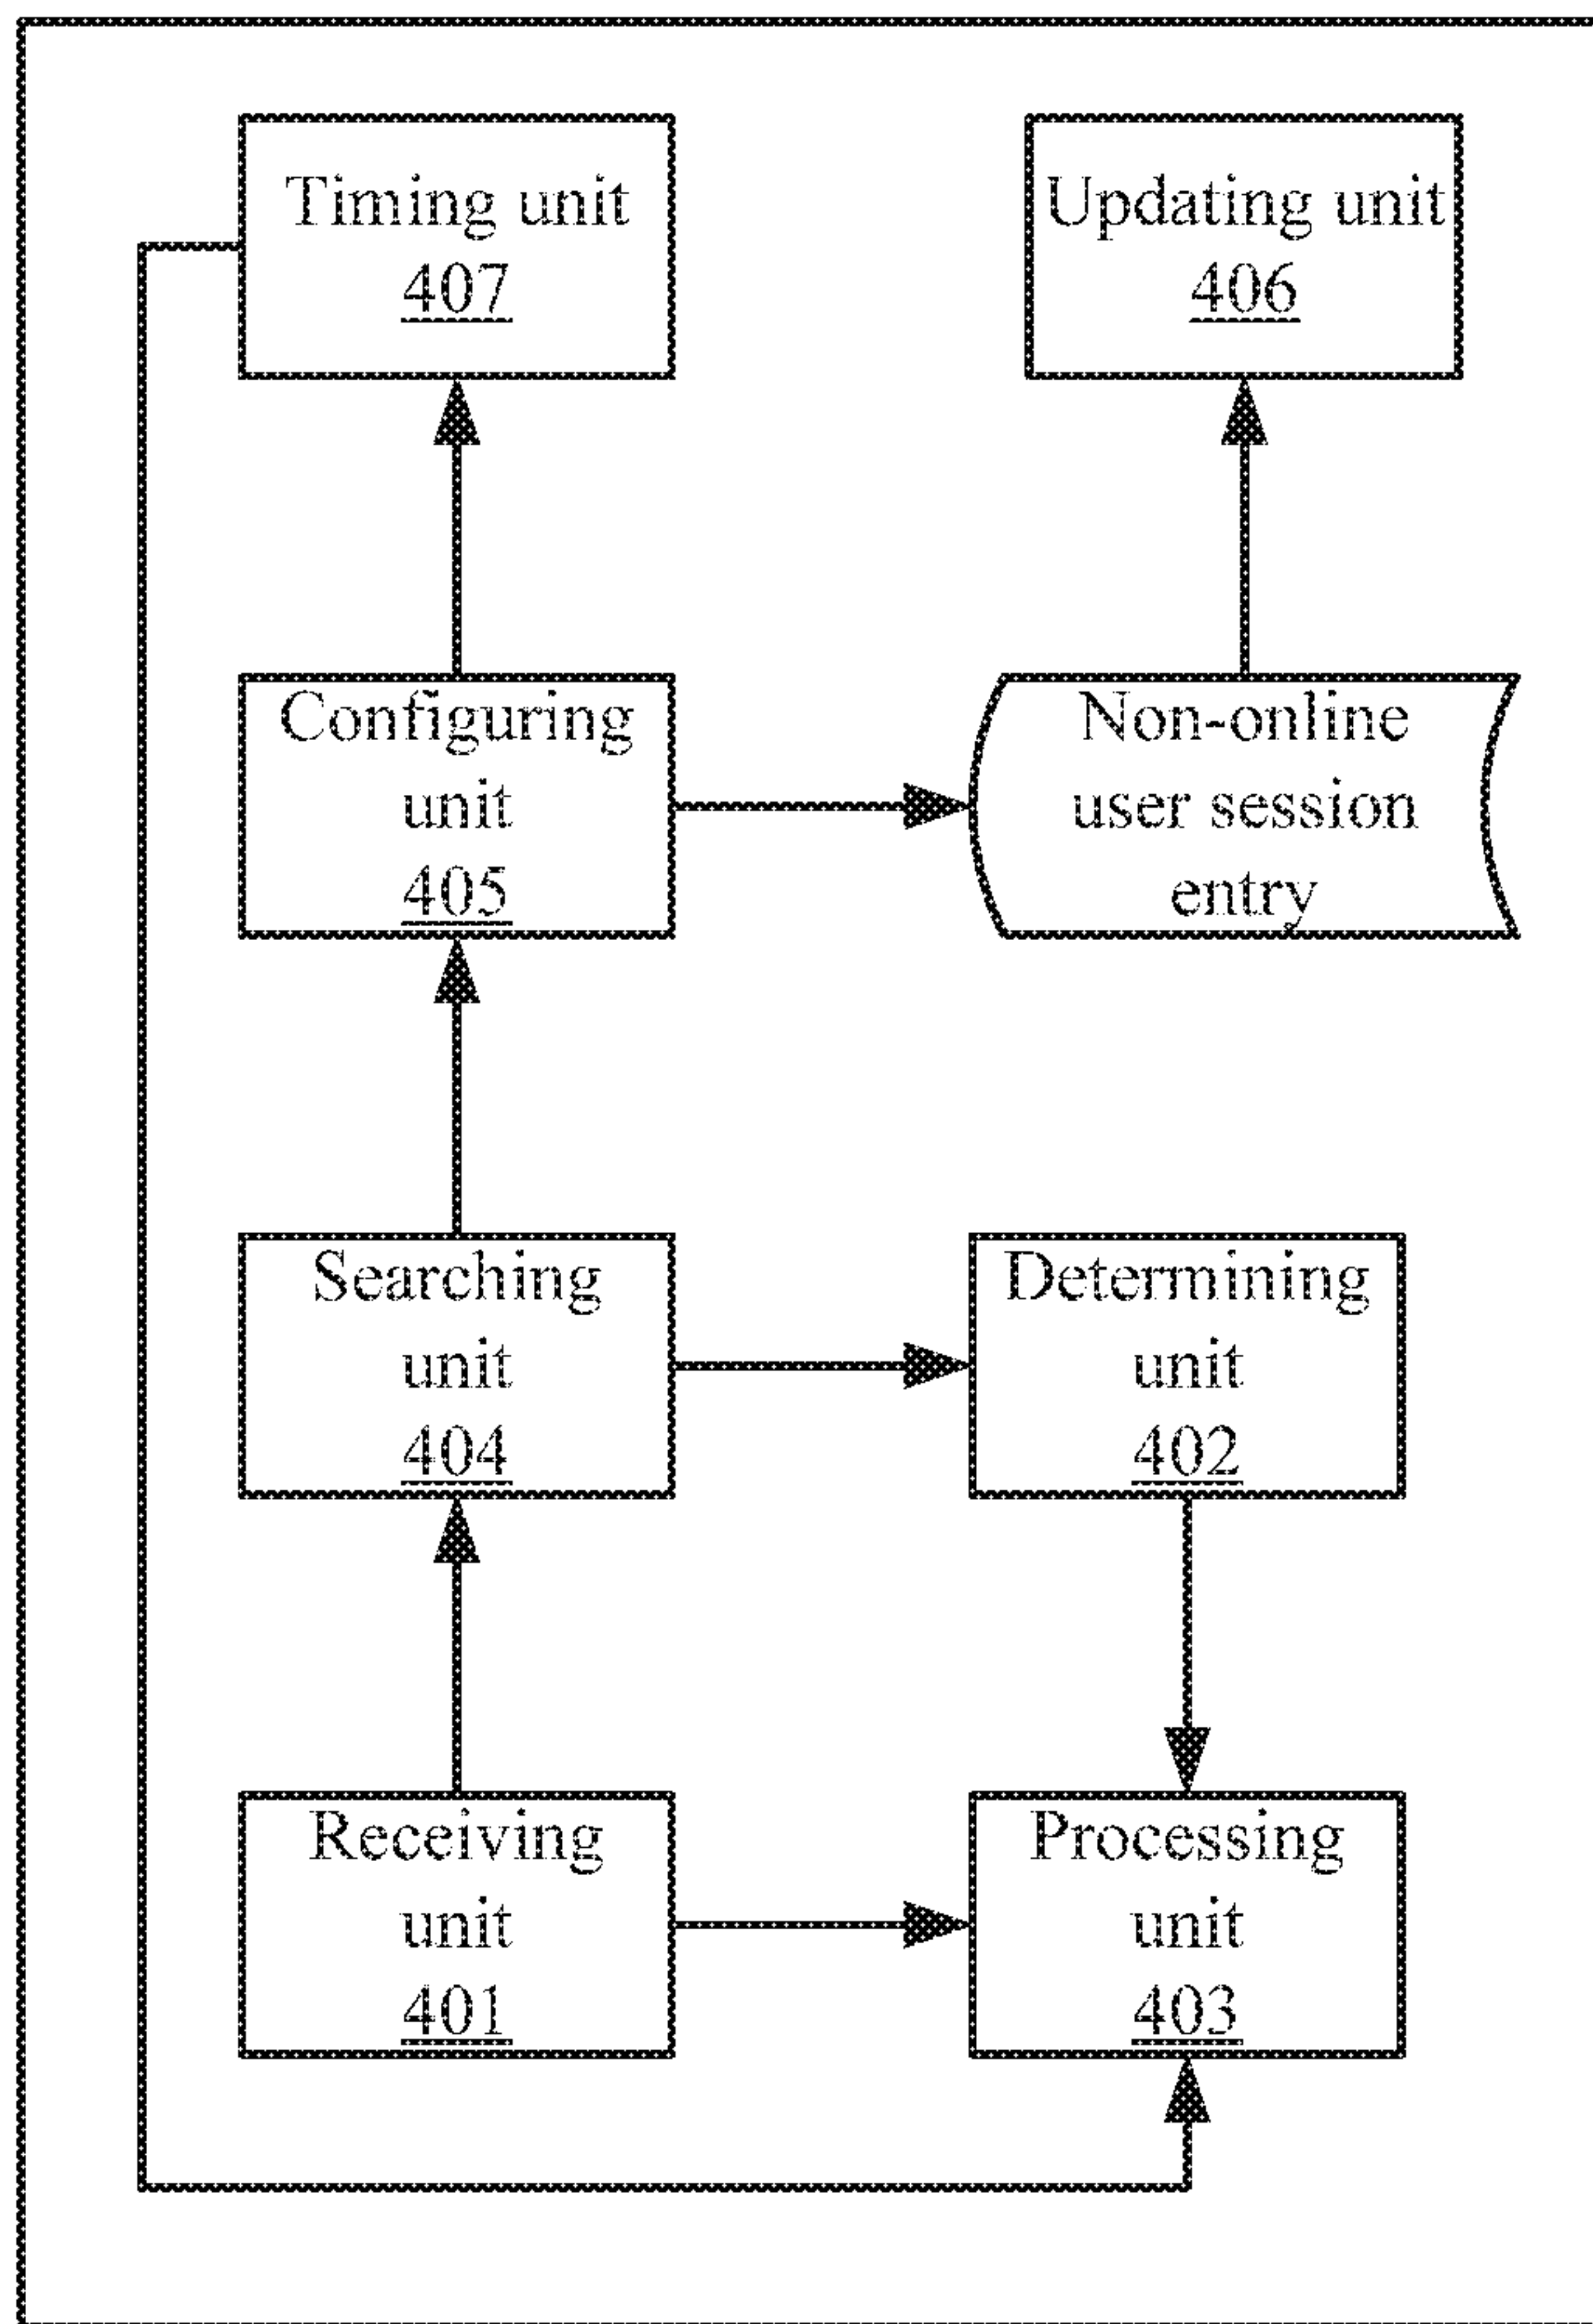 Timing unit
407
Updating unit
406
Configuring
unit
405
Non-online
user session
entry
Searching
unit
404
Determining
unit
402
Receiving
unit
401
Processing
unit
403